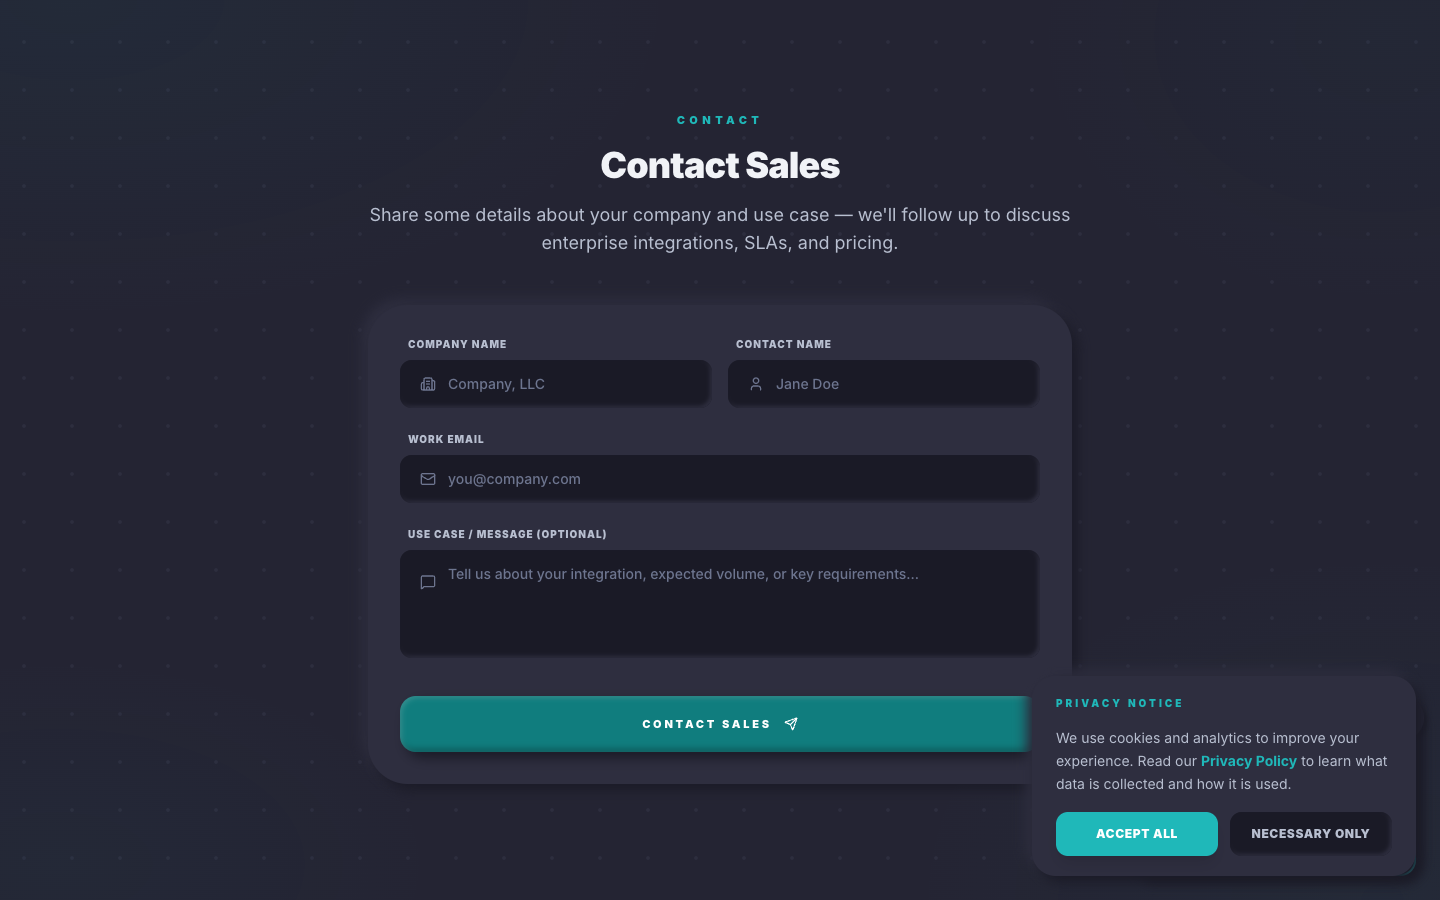 CONTACT
Contact Sales
Share some details about your company and use case — we'll follow up to discuss
enterprise integrations, SLAs, and pricing.
COMPANY NAME
CONTACT NAME
Company, LLC
Jane Doe
WORK EMAIL
you@company.com
USE CASE / MESSAGE (OPTIONAL)
Tell us about your integration, expected volume, or key requirements...
CONTACT SALES
PRIVACY NOTICE
We use cookies and analytics to improve your
experience. Read our Privacy Policy to learn what
data is collected and how it is used.
ACCEPT ALL
NECESSARY ONLY